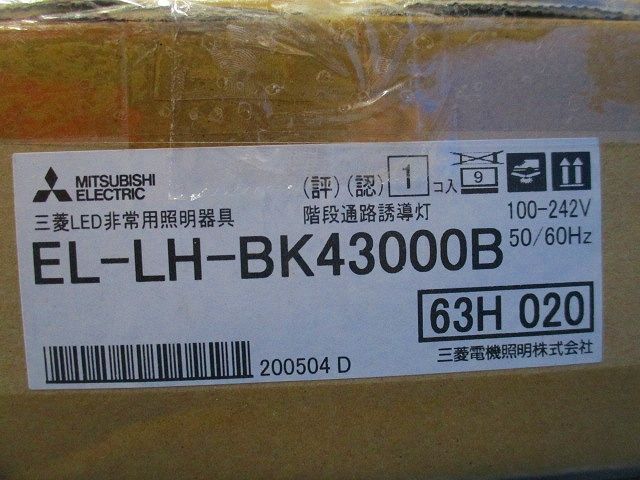 MITSUBISHI
ELECTRIC
(評)(認) 1 コ入 9
三菱LED非常用照明器具
階段通路誘導灯
100-242V
50/60Hz
EL-LH-BK43000B
63H 020
200504 D
三菱電機照明株式会社